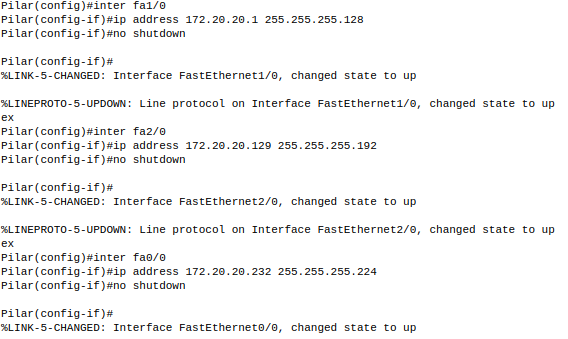 Pilar(config)#inter fa1/0
Pilar(config-if)#ip address 172.20.20.1 255.255.255.128
Pilar(config-if)#no shutdown
Pilar(config-if)#
%LINK-5-CHANGED: Interface FastEthernet1/0, changed state to up
%LINEPROTO-5-UPDOWN: Line protocol on Interface FastEthernet1/0, changed state to up
ex
Pilar(config)#inter fa2/0
Pilar(config-if)#ip address 172.20.20.129 255.255.255.192
Pilar(config-if)#no shutdown
Pilar(config-if)#
%LINK-5-CHANGED: Interface FastEthernet2/0, changed state to up
%LINEPROTO-5-UPDOWN: Line protocol on Interface FastEthernet2/0, changed state to up
ex
Pilar(config)#inter fa0/0
Pilar(config-if)#ip address 172.20.20.232 255.255.255.224
Pilar(config-if)#no shutdown
Pilar(config-if)#
%LINK-5-CHANGED: Interface FastEthernet0/0, changed state to up